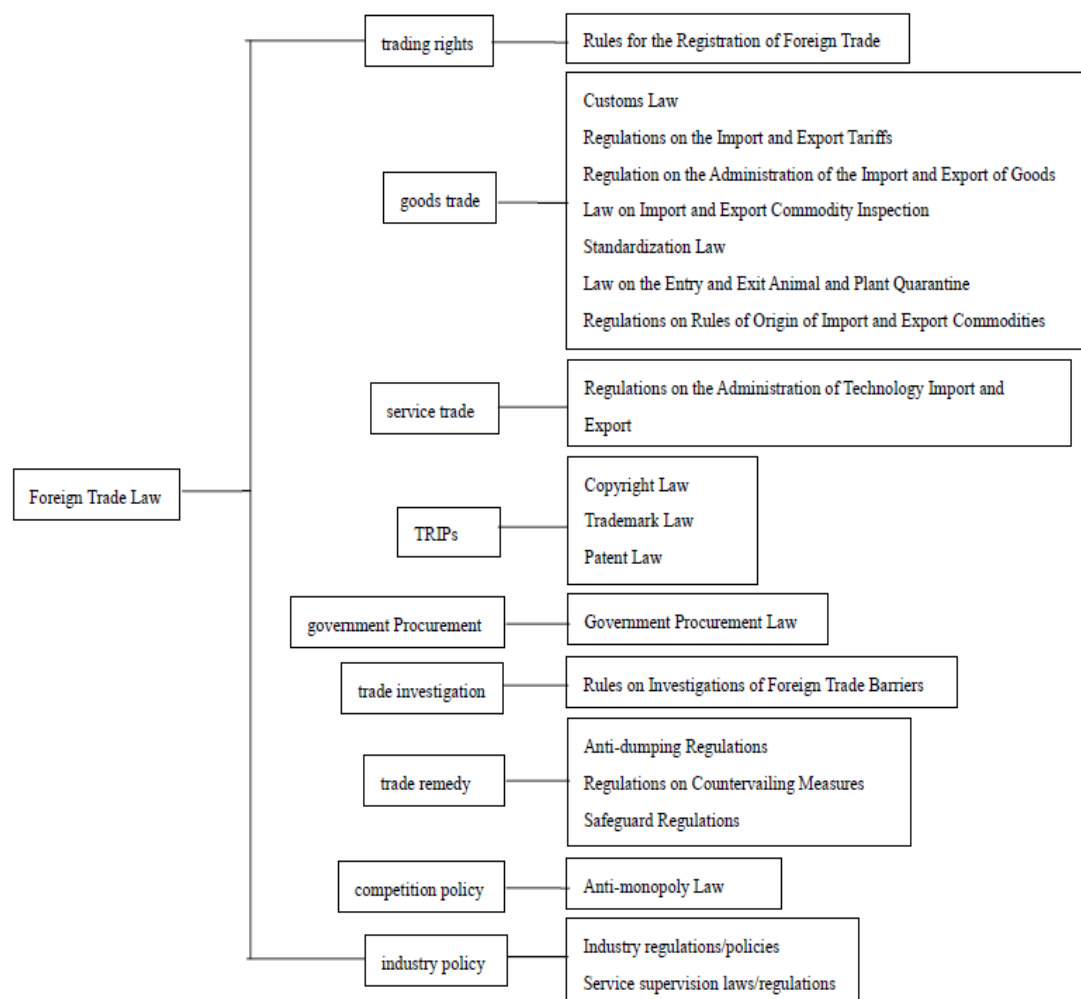 trading rights
Rules for the Registration of Foreign Trade
goods trade
Customs Law
Regulations on the Import and Export Tariffs
Regulation on the Administration of the Import and Export of Goods
Law on Import and Export Commodity Inspection
Standardization Law
Law on the Entry and Exit Animal and Plant Quarantine
Regulations on Rules of Origin of Import and Export Commodities
service trade
Regulations on the Administration of Technology Import and
Export
Foreign Trade Law
TRIPs
Copyright Law
Trademark Law
Patent Law
government Procurement
Government Procurement Law
trade investigation
Rules on Investigations of Foreign Trade Barriers
trade remedy
Anti-dumping Regulations
Regulations on Countervailing Measures
Safeguard Regulations
competition policy
Anti-monopoly Law
industry policy
Industry regulations/policies
Service supervision laws/regulations